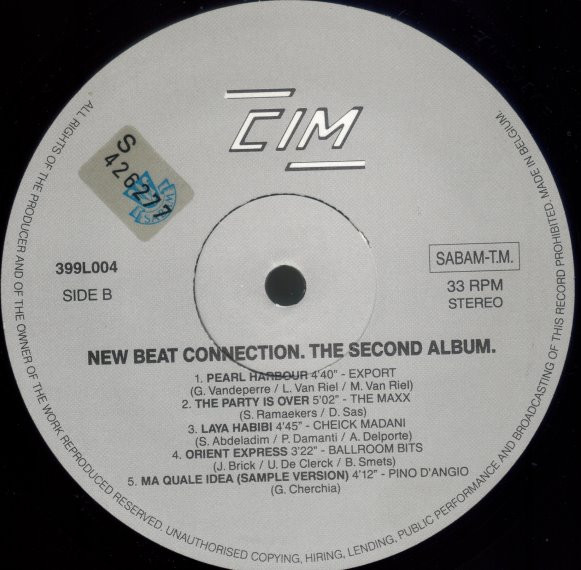 CIM
S
426277
399L004
SIDE B
SABAM-T.M.
33 RPM
STEREO
NEW BEAT CONNECTION. THE SECOND ALBUM.
1. PEARL HARBOUR 4'40" - EXPORT
(G. Vandeperre / L. Van Riel / M. Van Riel)
2. THE PARTY IS OVER 5'02" - THE MAXX
(S. Ramaekers / D. Sas)
3. LAYA HABIBI 4'45" - CHEICK MADANI
(S. Abdeladim / P. Damanti / A. Delporte)
4. ORIENT EXPRESS 3'22" - BALLROOM BITS
(J. Brick / U. De Clerck / B. Smets)
5. MA QUALE IDEA (SAMPLE VERSION) 4'12" - PINO D'ANGIO
(G. Cherchia)
ALL RIGHTS OF THE PRODUCER AND OF THE OWNER OF THE WORK REPRODUCED RESERVED. UNAUTHORISED COPYING, HIRING, LENDING, PUBLIC PERFORMANCE AND BROADCASTING OF THIS RECORD PROHIBITED. MADE IN BELGIUM.